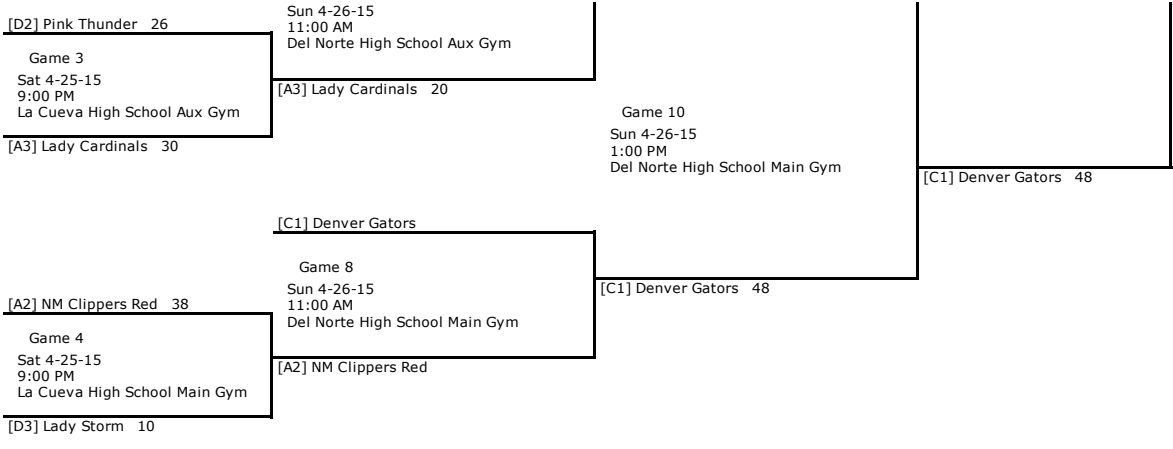 [D2] Pink Thunder 26
Game 3
Sat 4-25-15
9:00 PM
La Cueva High School Aux Gym
[A3] Lady Cardinals 30
Sun 4-26-15
11:00 AM
Del Norte High School Aux Gym
[A3] Lady Cardinals 20
Game 10
Sun 4-26-15
1:00 PM
Del Norte High School Main Gym
[C1] Denver Gators 48
[C1] Denver Gators
Game 8
Sun 4-26-15
11:00 AM
Del Norte High School Main Gym
[C1] Denver Gators 48
[A2] NM Clippers Red
[A2] NM Clippers Red 38
Game 4
Sat 4-25-15
9:00 PM
La Cueva High School Main Gym
[D3] Lady Storm 10